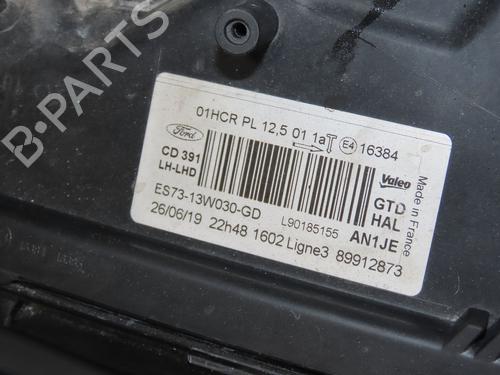 01HCR PL 12,5 01 1a E4 16384
Ford
CD 391
LH-LHD
Valeo
GTD
HAL
AN1JE
Made in France
ES73-13W030-GD L90185155
26/06/19 22h48 1602 Ligne3 89912873